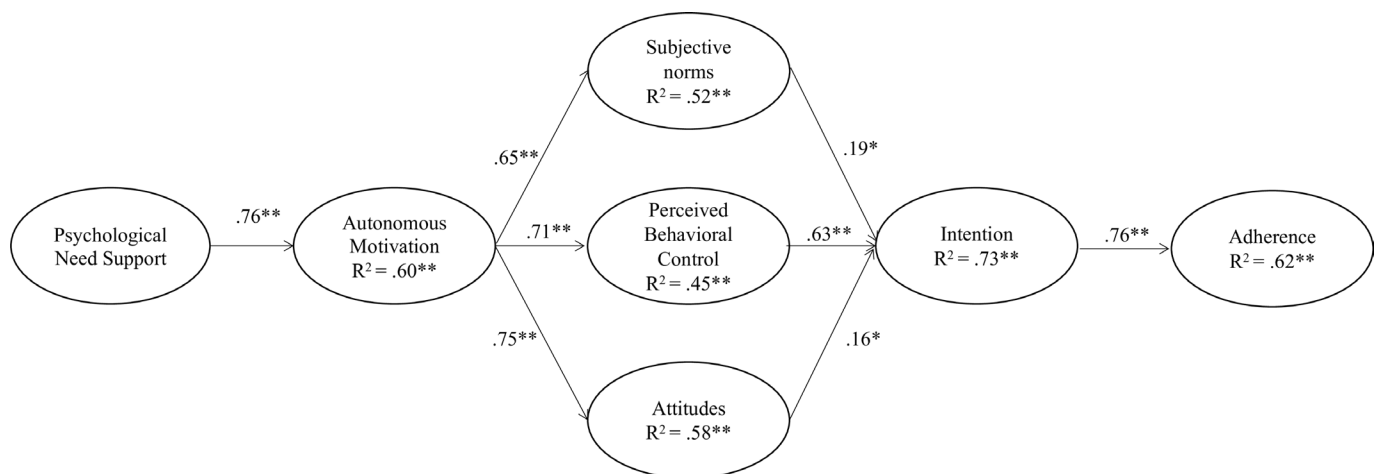 Psychological
Need Support
.76**
Autonomous
Motivation
R² = .60**
.65**
.71**
.75**
Subjective
norms
R² = .52**
Perceived
Behavioral
Control
R² = .45**
Attitudes
R² = .58**
.19*
.63**
.16*
Intention
R² = .73**
.76**
Adherence
R² = .62**